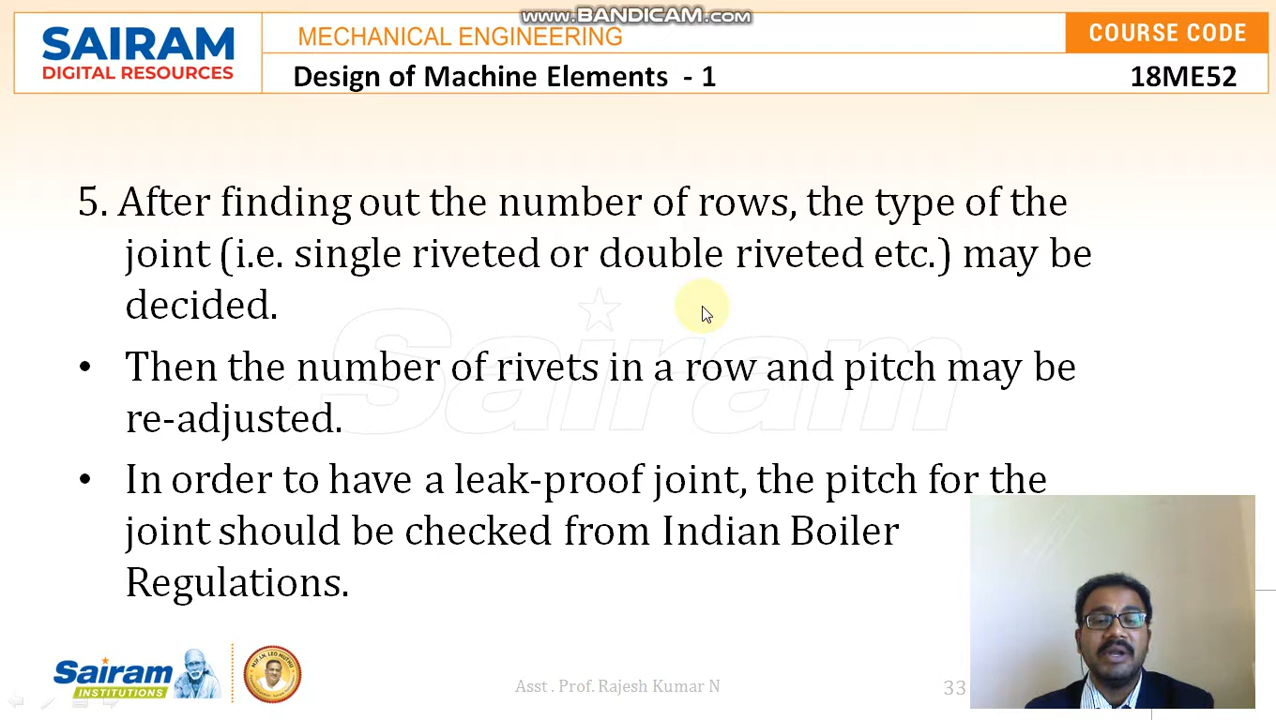 www.BANDICAM.com
SAIRAM
DIGITAL RESOURCES
MECHANICAL ENGINEERING
COURSE CODE
Design of Machine Elements - 1
18ME52
5. After finding out the number of rows, the type of the
joint (i.e. single riveted or double riveted etc.) may be
decided.
• Then the number of rivets in a row and pitch may be
re-adjusted.
• In order to have a leak-proof joint, the pitch for the
joint should be checked from Indian Boiler
Regulations.
Sairam
Sairam
INSTITUTIONS
Asst . Prof. Rajesh Kumar N
33